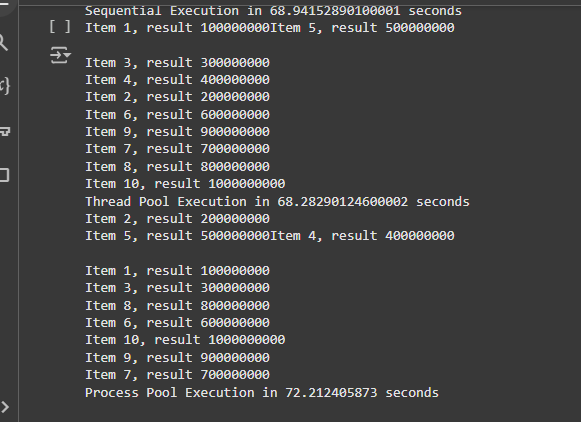 Sequential Execution in 68.94152890100001 seconds
[ ] Item 1, result 100000000Item 5, result 500000000
Item 3, result 300000000
Item 4, result 400000000
Item 2, result 200000000
Item 6, result 600000000
Item 9, result 900000000
Item 7, result 700000000
Item 8, result 800000000
Item 10, result 1000000000
Thread Pool Execution in 68.28290124600002 seconds
Item 2, result 200000000
Item 5, result 500000000Item 4, result 400000000
Item 1, result 100000000
Item 3, result 300000000
Item 8, result 800000000
Item 6, result 600000000
Item 10, result 1000000000
Item 9, result 900000000
Item 7, result 700000000
Process Pool Execution in 72.212405873 seconds